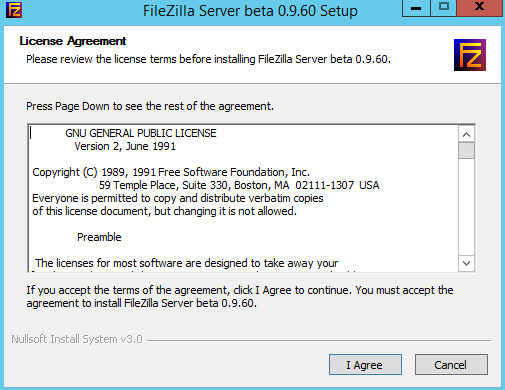 FileZilla Server beta 0.9.60 Setup
License Agreement
Please review the license terms before installing FileZilla Server beta 0.9.60.
Press Page Down to see the rest of the agreement.
GNU GENERAL PUBLIC LICENSE
Version 2, June 1991
Copyright (C) 1989, 1991 Free Software Foundation, Inc.
59 Temple Place, Suite 330, Boston, MA 02111-1307 USA
Everyone is permitted to copy and distribute verbatim copies
of this license document, but changing it is not allowed.
Preamble
The licenses for most software are designed to take away your
If you accept the terms of the agreement, click I Agree to continue. You must accept the
agreement to install FileZilla Server beta 0.9.60.
Nullsoft Install System v3.0
I Agree
Cancel